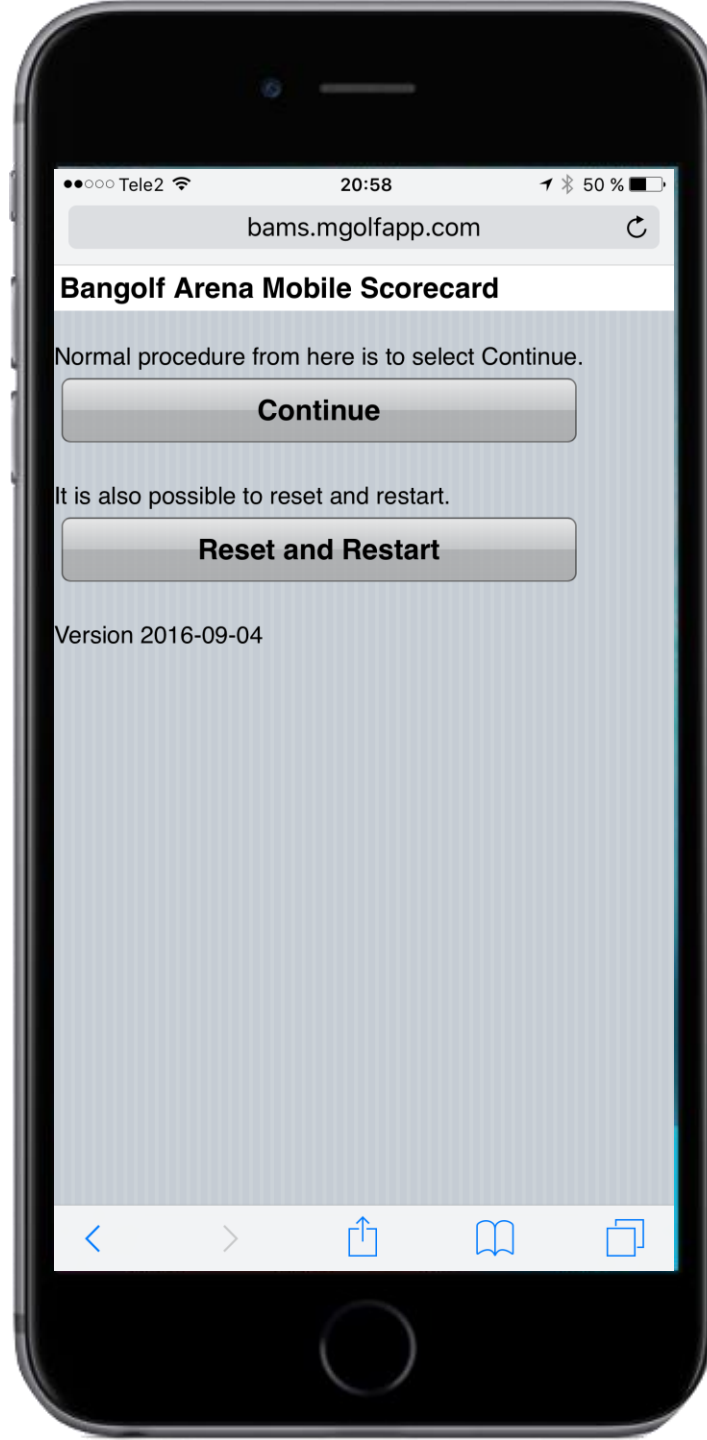 Tele2 20:58 50 %
bams.mgolfapp.com
Bangolf Arena Mobile Scorecard
Normal procedure from here is to select Continue.
Continue
It is also possible to reset and restart.
Reset and Restart
Version 2016-09-04